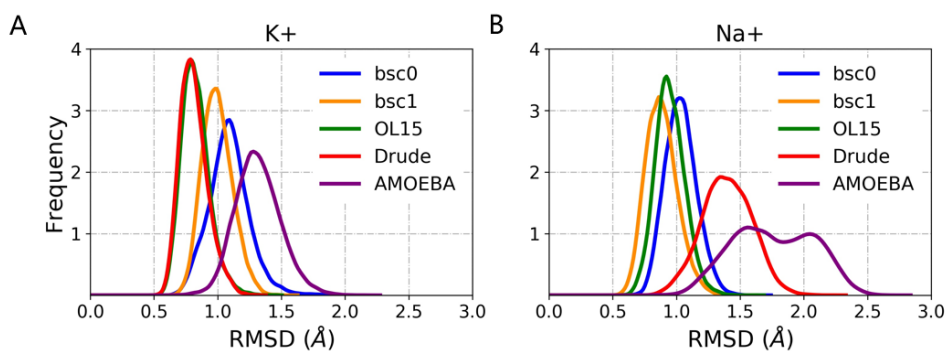 A
K+
4
3
2
1
Frequency
bsc0
bsc1
OL15
Drude
AMOEBA
0.0 0.5 1.0 1.5 2.0 2.5 3.0
RMSD (Å)
B
Na+
4
3
2
1
bsc0
bsc1
OL15
Drude
AMOEBA
0.0 0.5 1.0 1.5 2.0 2.5 3.0
RMSD (Å)